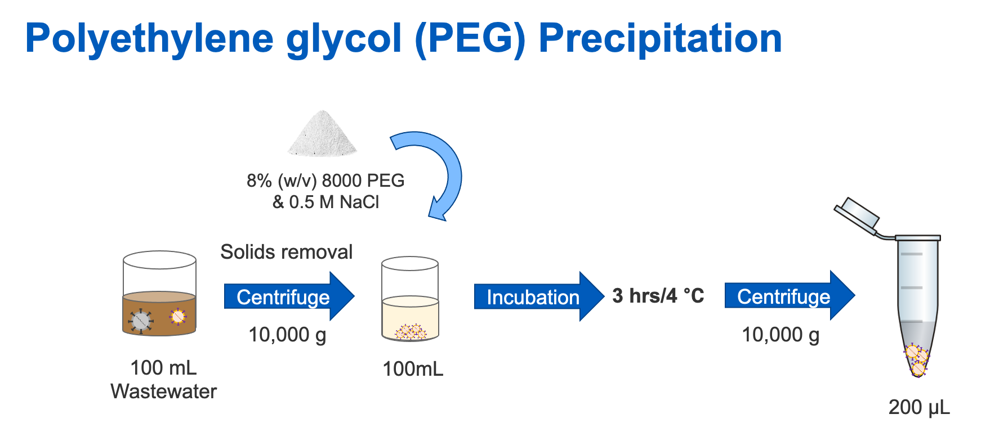 Polyethylene glycol (PEG) Precipitation
8% (w/v) 8000 PEG
& 0.5 M NaCl
Solids removal
Centrifuge
10,000 g
100 mL
Wastewater
100mL
Incubation
3 hrs/4 °C
Centrifuge
10,000 g
200 µL